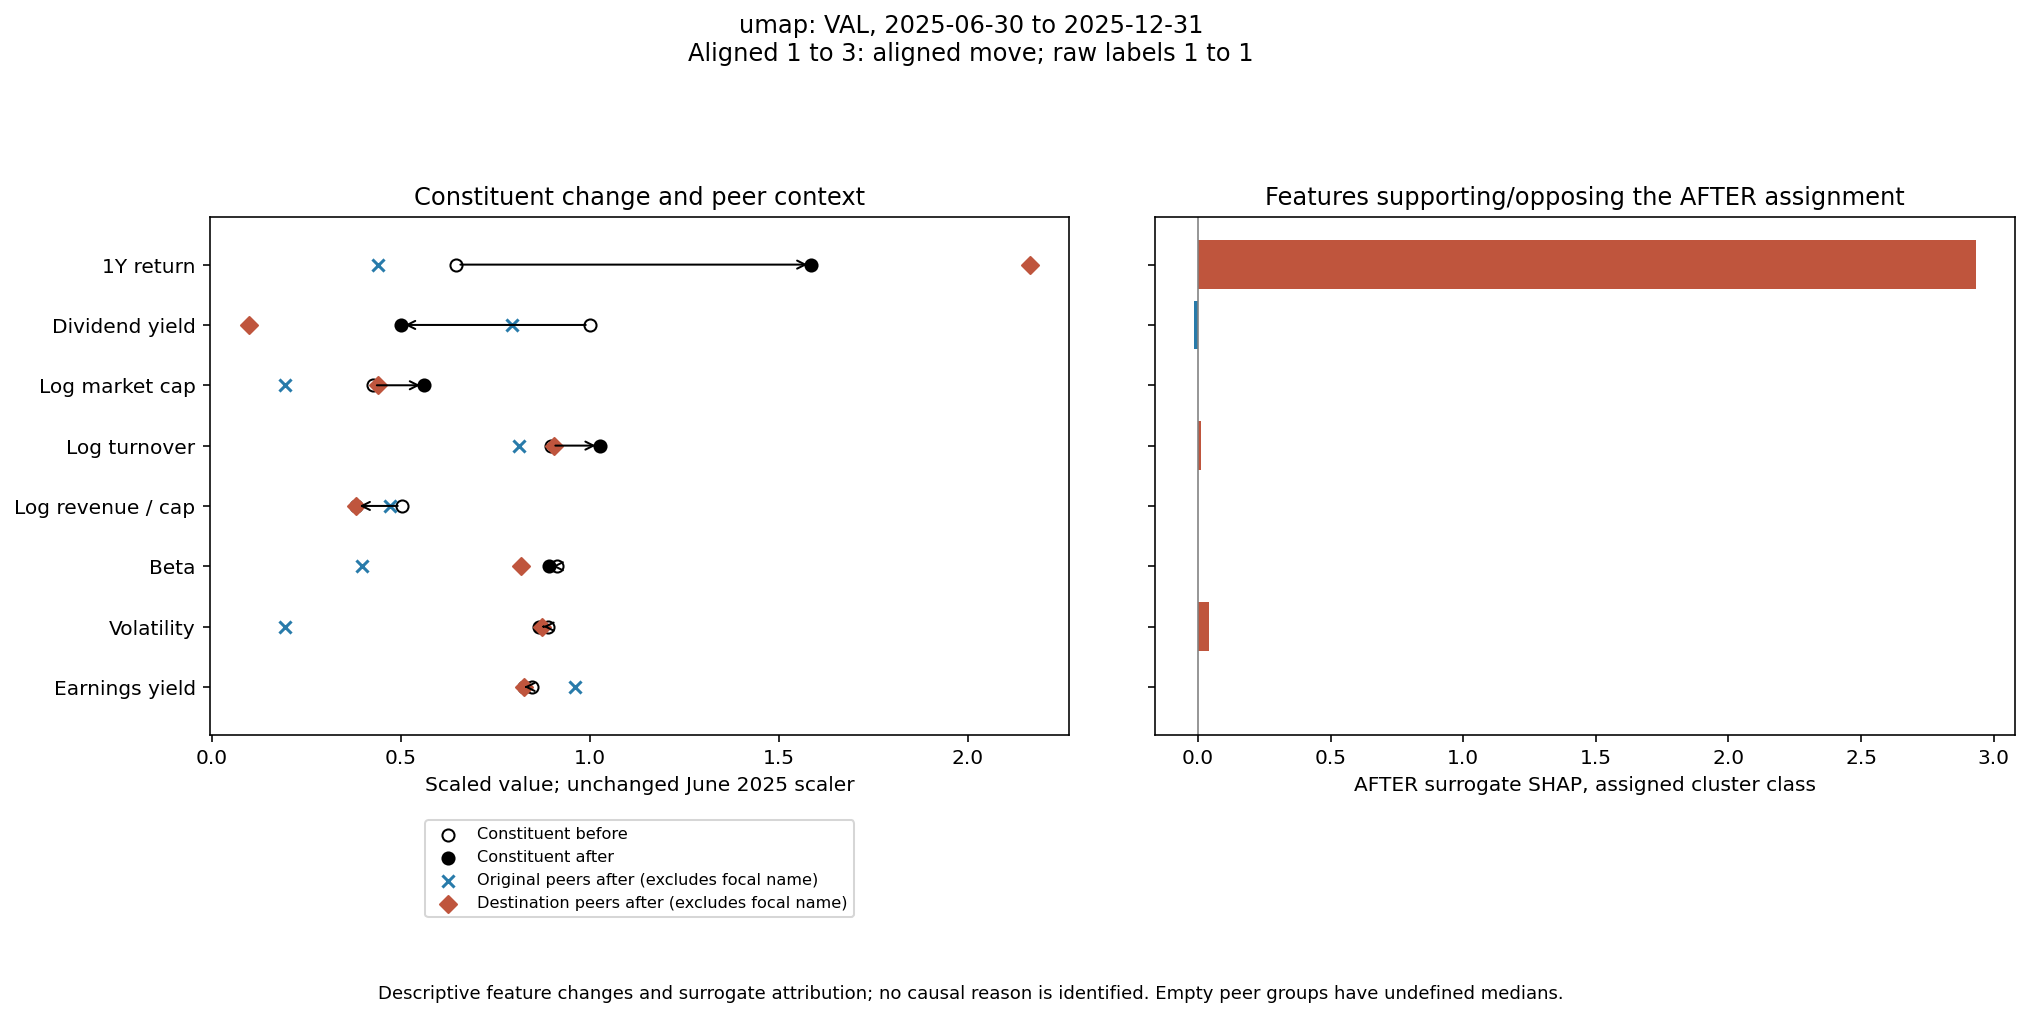 umap: VAL, 2025-06-30 to 2025-12-31
Aligned 1 to 3: aligned move; raw labels 1 to 1
Constituent change and peer context
1Y return
Dividend yield
Log market cap
Log turnover
Log revenue / cap
Beta
Volatility
Earnings yield
0.0 0.5 1.0 1.5 2.0
Scaled value; unchanged June 2025 scaler
Constituent before
Constituent after
Original peers after (excludes focal name)
Destination peers after (excludes focal name)
Features supporting/opposing the AFTER assignment
0.0 0.5 1.0 1.5 2.0 2.5 3.0
AFTER surrogate SHAP, assigned cluster class
Descriptive feature changes and surrogate attribution; no causal reason is identified. Empty peer groups have undefined medians.